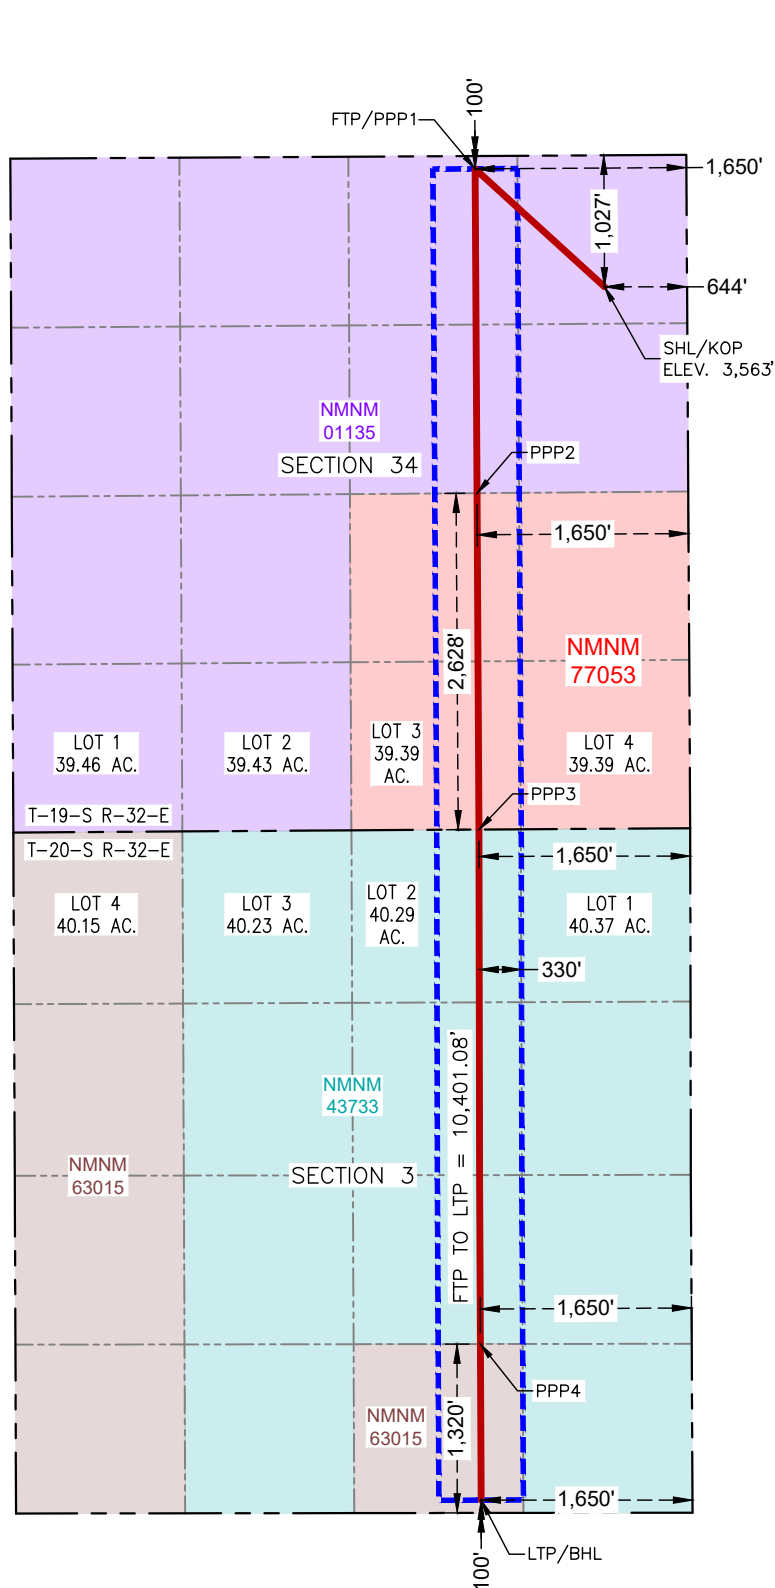 100'
FTP/PPP1
1,650'
1,027'
644'
SHL/KOP
ELEV. 3,563'
NMNM
01135
SECTION 34
PPP2
1,650'
2,628'
NMNM
77053
LOT 1
39.46 AC.
LOT 2
39.43 AC.
LOT 3
39.39
AC.
LOT 4
39.39 AC.
PPP3
T-19-S R-32-E
T-20-S R-32-E
1,650'
LOT 4
40.15 AC.
LOT 3
40.23 AC.
LOT 2
40.29
AC.
LOT 1
40.37 AC.
330'
FTP TO LTP = 10,401.08'
NMNM
43733
NMNM
63015
SECTION 3
1,650'
PPP4
1,320'
NMNM
63015
1,650'
LTP/BHL
100'